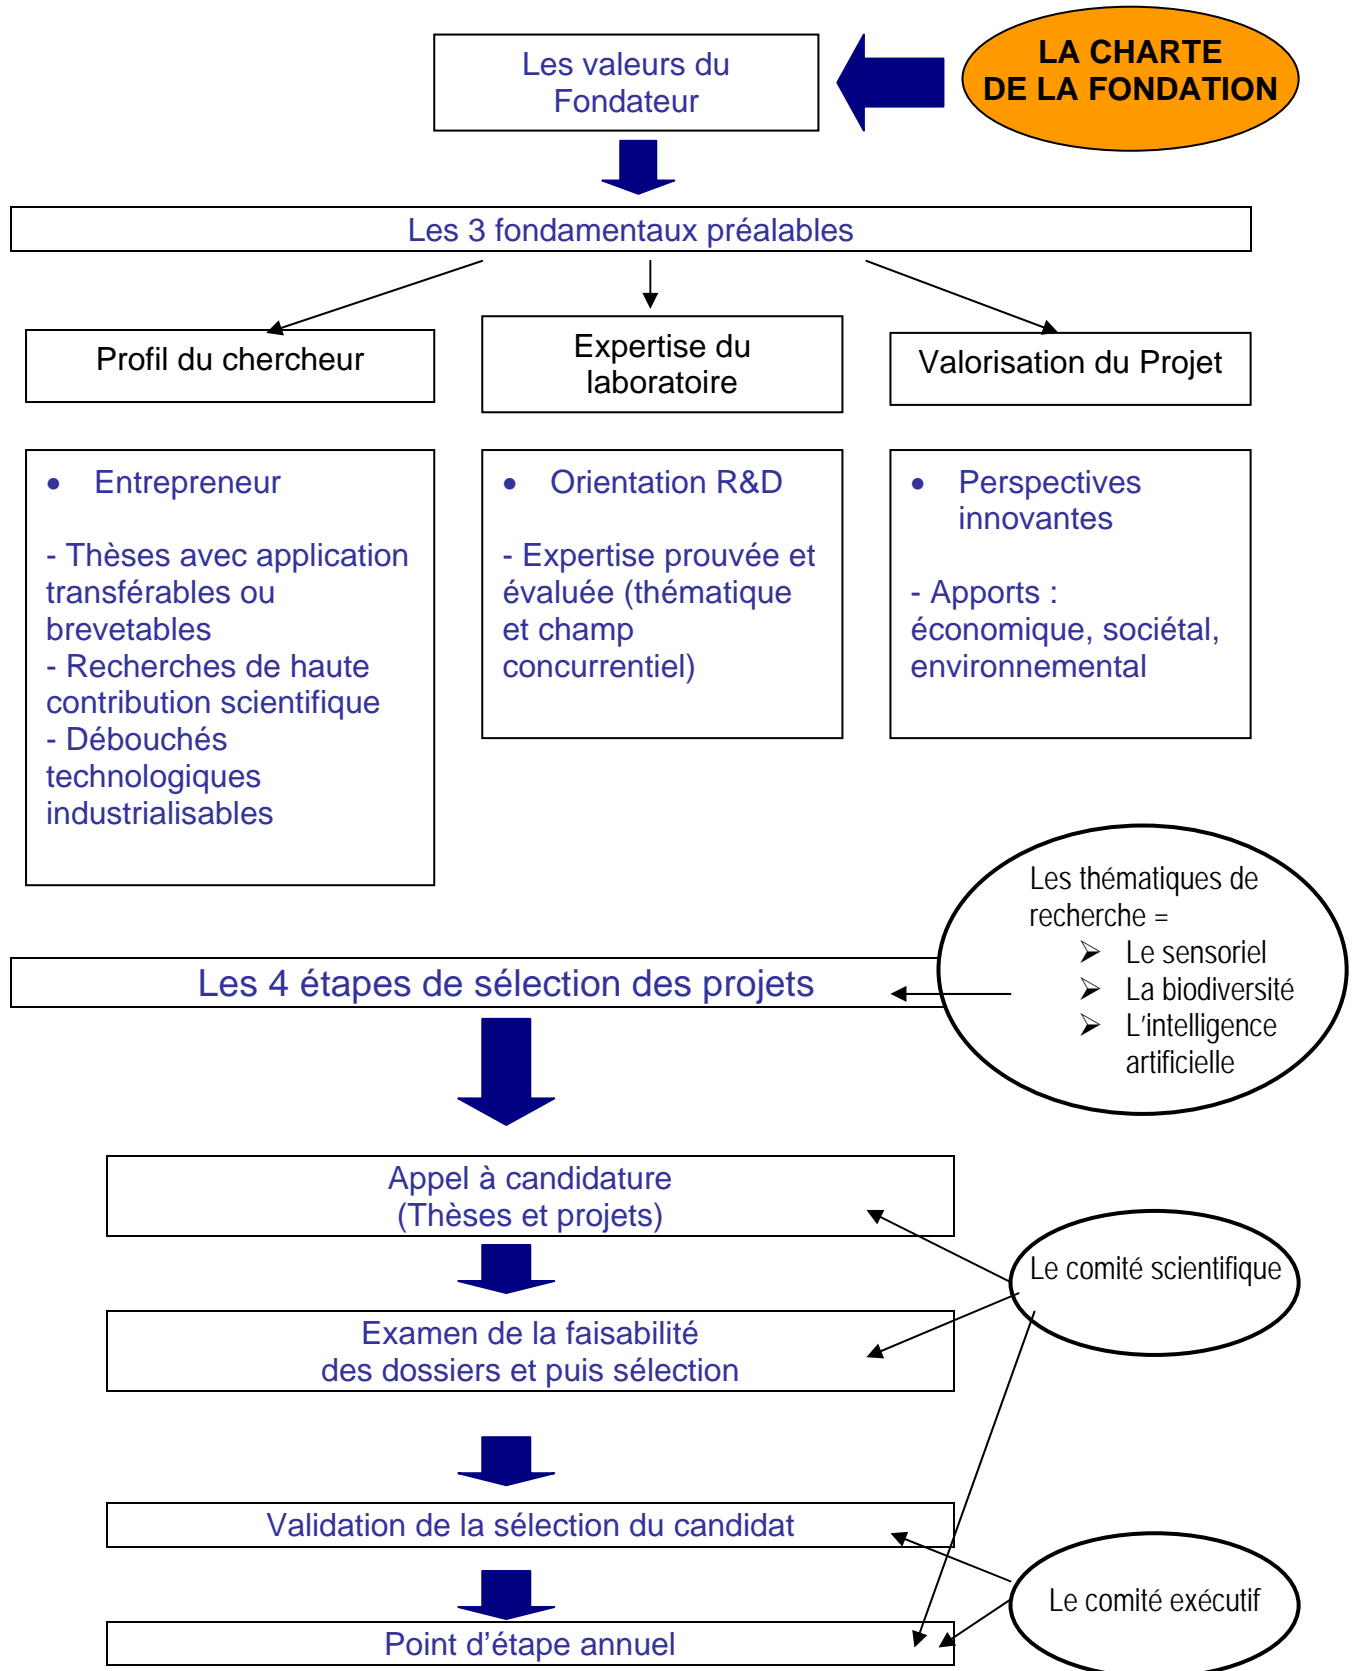 LA CHARTE
DE LA FONDATION
Les valeurs du
Fondateur
Les 3 fondamentaux préalables
Profil du chercheur
Expertise du
laboratoire
Valorisation du Projet
• Entrepreneur
- Thèses avec application
transférables ou
brevetables
- Recherches de haute
contribution scientifique
- Débouchés
technologiques
industrialisables
• Orientation R&D
- Expertise prouvée et
évaluée (thématique
et champ
concurrentiel)
• Perspectives
innovantes
- Apports :
économique, sociétal,
environnemental
Les thématiques de
recherche =
➢ Le sensoriel
➢ La biodiversité
➢ L'intelligence
artificielle
Les 4 étapes de sélection des projets
Appel à candidature
(Thèses et projets)
Le comité scientifique
Examen de la faisabilité
des dossiers et puis sélection
Validation de la sélection du candidat
Le comité exécutif
Point d'étape annuel